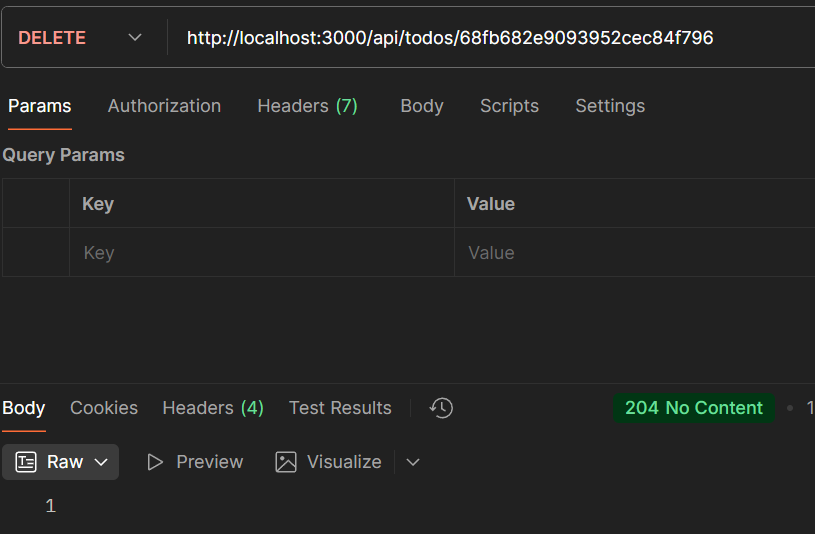 DELETE http://localhost:3000/api/todos/68fb682e9093952cec84f796
Params Authorization Headers (7) Body Scripts Settings
Query Params
Key Value
Key Value
Body Cookies Headers (4) Test Results 204 No Content • 1
Raw Preview Visualize
1